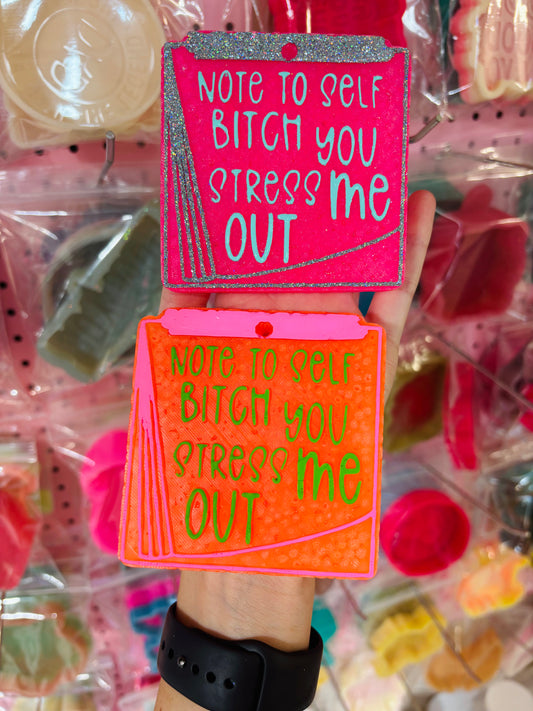 NOTE TO SELF
BITCH YOU
STRESS ME
OUT
NOTE TO SELF
BITCH YOU
STRESS ME
OUT